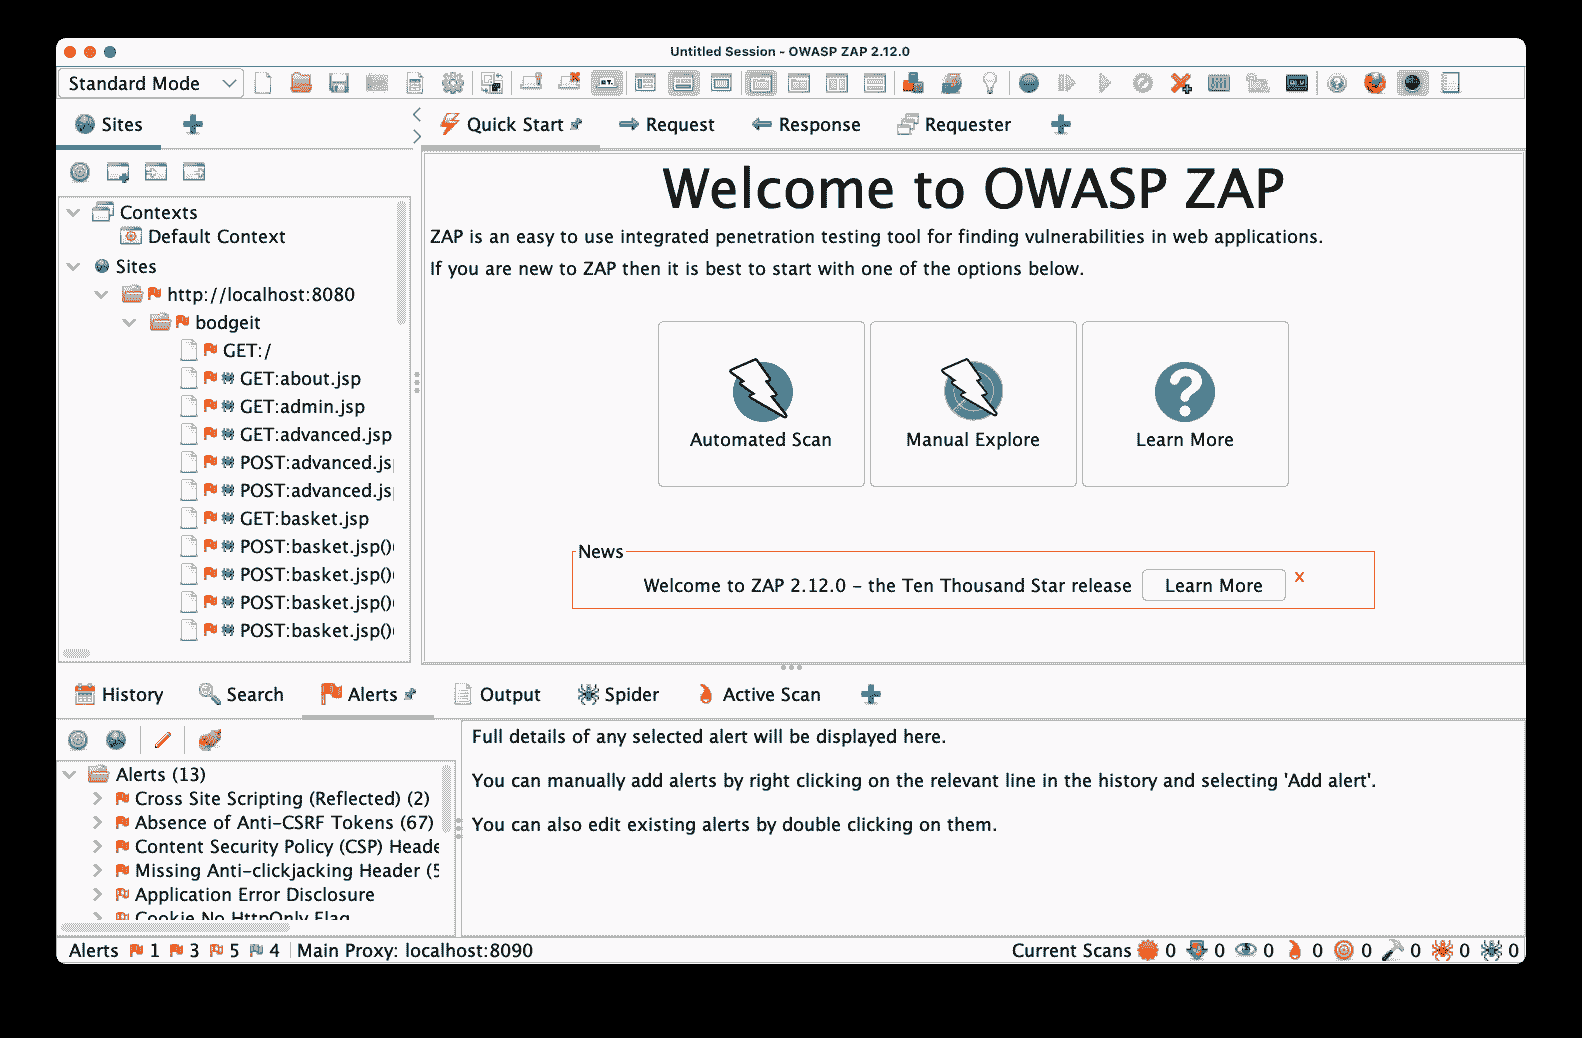 Untitled Session - OWASP ZAP 2.12.0
Standard Mode
Sites
Quick Start
Request
Response
Requester
Contexts
Default Context
Sites
http://localhost:8080
bodgeit
GET:/
GET:about.jsp
GET:admin.jsp
GET:advanced.jsp
POST:advanced.js
POST:advanced.js
GET:basket.jsp
POST:basket.jsp()
POST:basket.jsp()
POST:basket.jsp()
POST:basket.jsp()
Welcome to OWASP ZAP
ZAP is an easy to use integrated penetration testing tool for finding vulnerabilities in web applications.
If you are new to ZAP then it is best to start with one of the options below.
Automated Scan
Manual Explore
Learn More
News
Welcome to ZAP 2.12.0 - the Ten Thousand Star release
Learn More
x
History
Search
Alerts
Output
Spider
Active Scan
Alerts (13)
Cross Site Scripting (Reflected) (2)
Absence of Anti-CSRF Tokens (67)
Content Security Policy (CSP) Heade
Missing Anti-clickjacking Header (5
Application Error Disclosure
Cookie No HttpOnly Flag
Full details of any selected alert will be displayed here.
You can manually add alerts by right clicking on the relevant line in the history and selecting 'Add alert'.
You can also edit existing alerts by double clicking on them.
Alerts 1 3 5 4 Main Proxy: localhost:8090
Current Scans 0 0 0 0 0 0 0 0